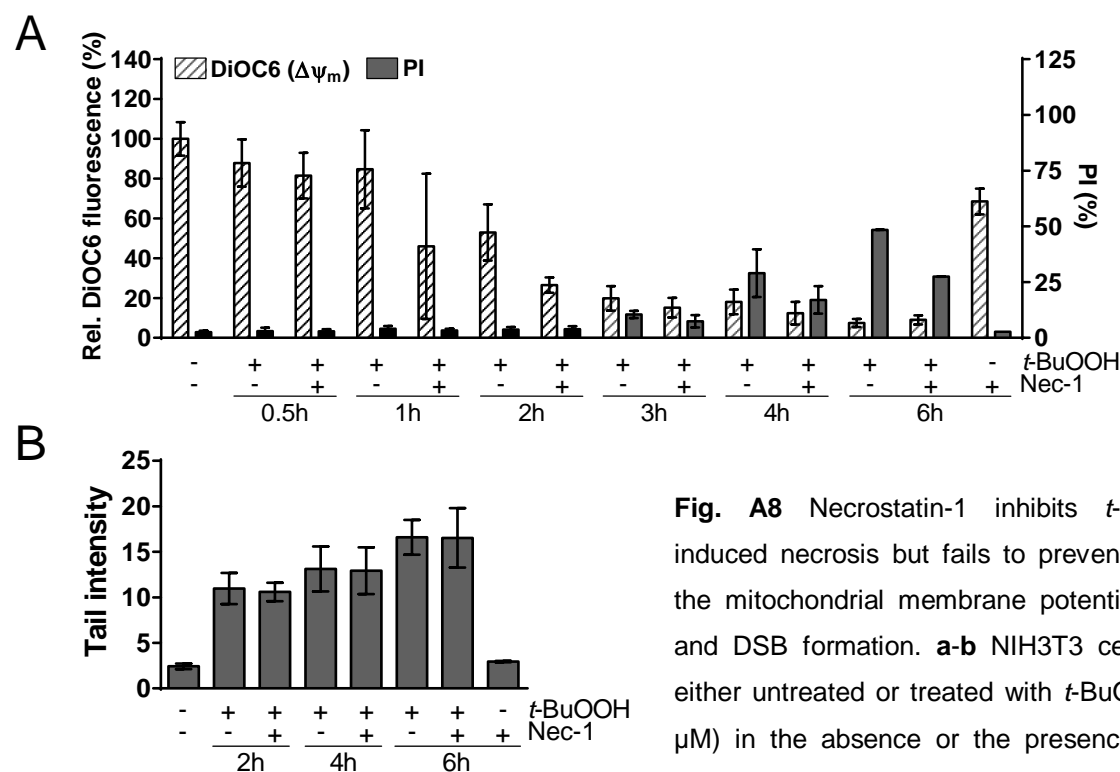 A
Rel. DiOC6 fluorescence (%)
140
120
100
80
60
40
20
0
DiOC6 (Δψm)
PI
125
100
75
50
25
0
PI (%)
- + + + + + + + + + + + + - t-BuOOH
- - + - + - + - + - + - + + Nec-1
0.5h 1h 2h 3h 4h 6h
B
Tail intensity
25
20
15
10
5
0
- + + + + + + - t-BuOOH
- - + - + - + + Nec-1
2h 4h 6h
Fig. A8 Necrostatin-1 inhibits t-
induced necrosis but fails to preven
the mitochondrial membrane potenti
and DSB formation. a-b NIH3T3 ce
either untreated or treated with t-BuO
µM) in the absence or the presenc